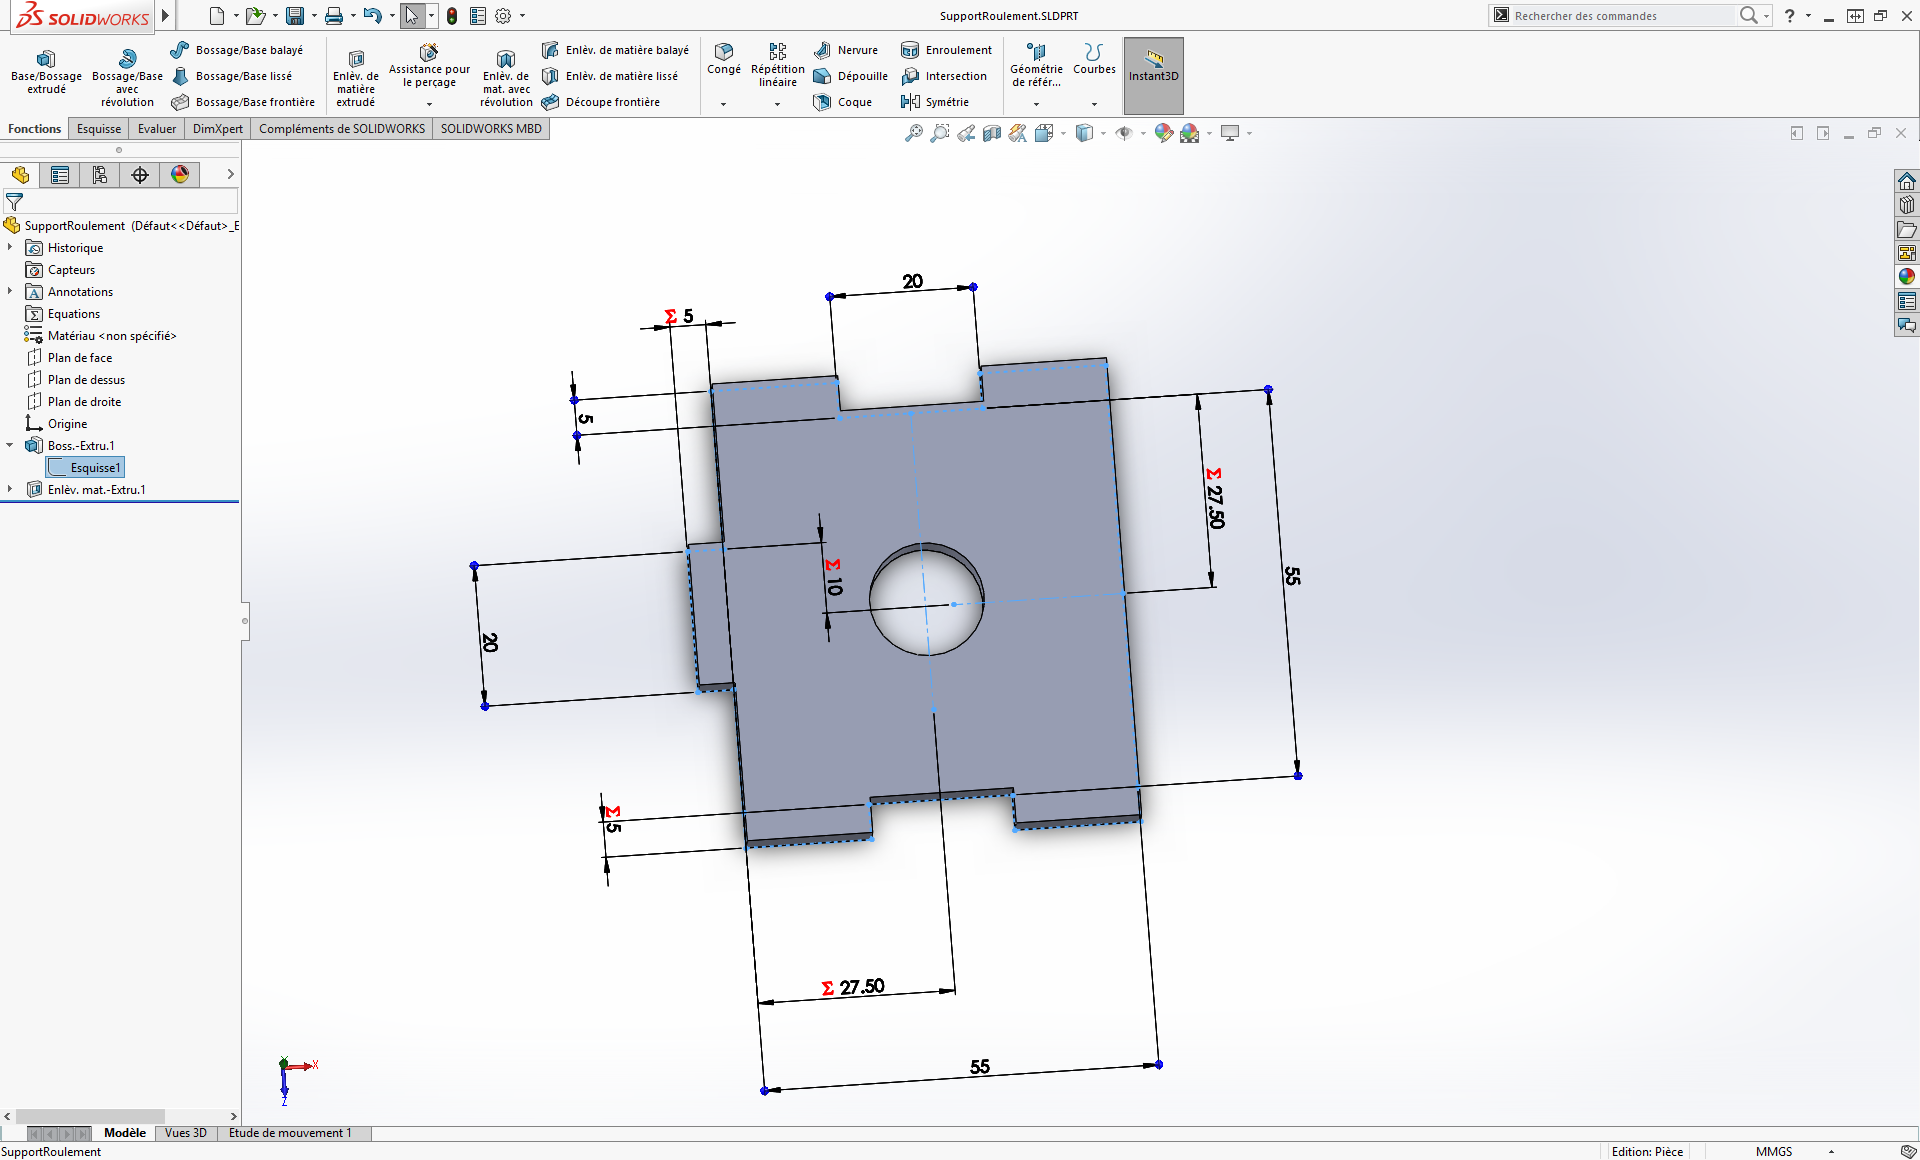 SOLIDWORKS
SupportRoulement.SLDPRT
Rechercher des commandes
?
Base/Bossage extrudé
Bossage/Base avec révolution
Bossage/Base balayé
Bossage/Base lissé
Bossage/Base frontière
Enlèv. de matière extrudé
Assistance pour le perçage
Enlèv. de mat. avec révolution
Enlèv. de matière balayé
Enlèv. de matière lissé
Découpe frontière
Congé
Répétition linéaire
Nervure
Dépouille
Coque
Enroulement
Intersection
Symétrie
Géométrie de référ...
Courbes
Instant3D
Fonctions
Esquisse
Evaluer
DimXpert
Compléments de SOLIDWORKS
SOLIDWORKS MBD
SupportRoulement (Défaut<<Défaut>_E
Historique
Capteurs
Annotations
Equations
Matériau <non spécifié>
Plan de face
Plan de dessus
Plan de droite
Origine
Boss.-Extru.1
Esquisse1
Enlèv. mat.-Extru.1
20
Σ 5
5
Σ 27.50
55
Σ 10
20
Σ 5
Σ 27.50
55
Y
X
Z
Modèle
Vues 3D
Etude de mouvement 1
SupportRoulement
Edition: Pièce
MMGS